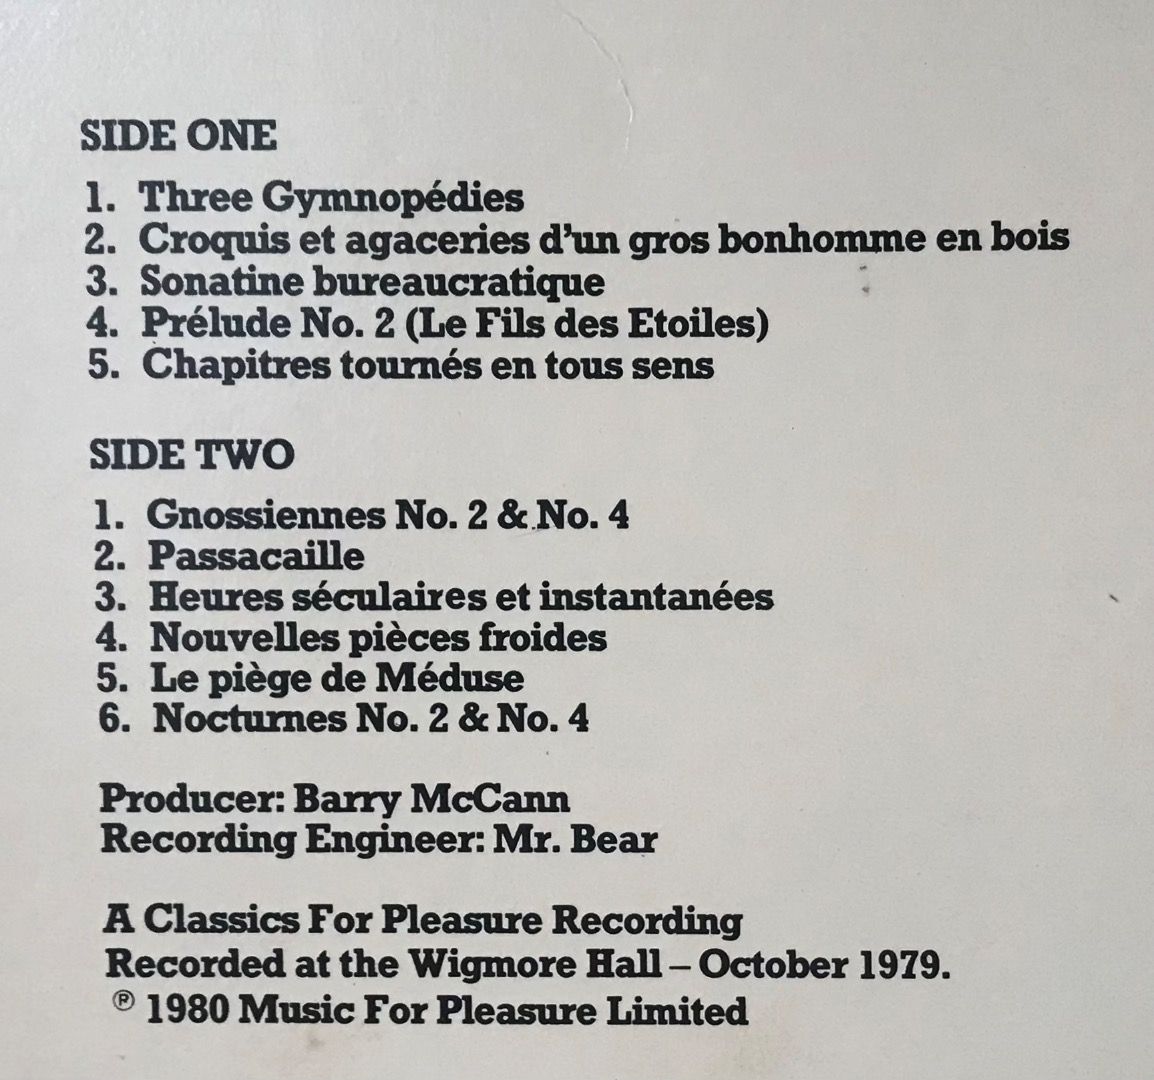 SIDE ONE
1. Three Gymnopédies
2. Croquis et agaceries d'un gros bonhomme en bois
3. Sonatine bureaucratique
4. Prélude No. 2 (Le Fils des Etoiles)
5. Chapitres tournés en tous sens
SIDE TWO
1. Gnossiennes No. 2 & No. 4
2. Passacaille
3. Heures séculaires et instantanées
4. Nouvelles pièces froides
5. Le piège de Méduse
6. Nocturnes No. 2 & No. 4
Producer: Barry McCann
Recording Engineer: Mr. Bear
A Classics For Pleasure Recording
Recorded at the Wigmore Hall – October 1979.
℗ 1980 Music For Pleasure Limited